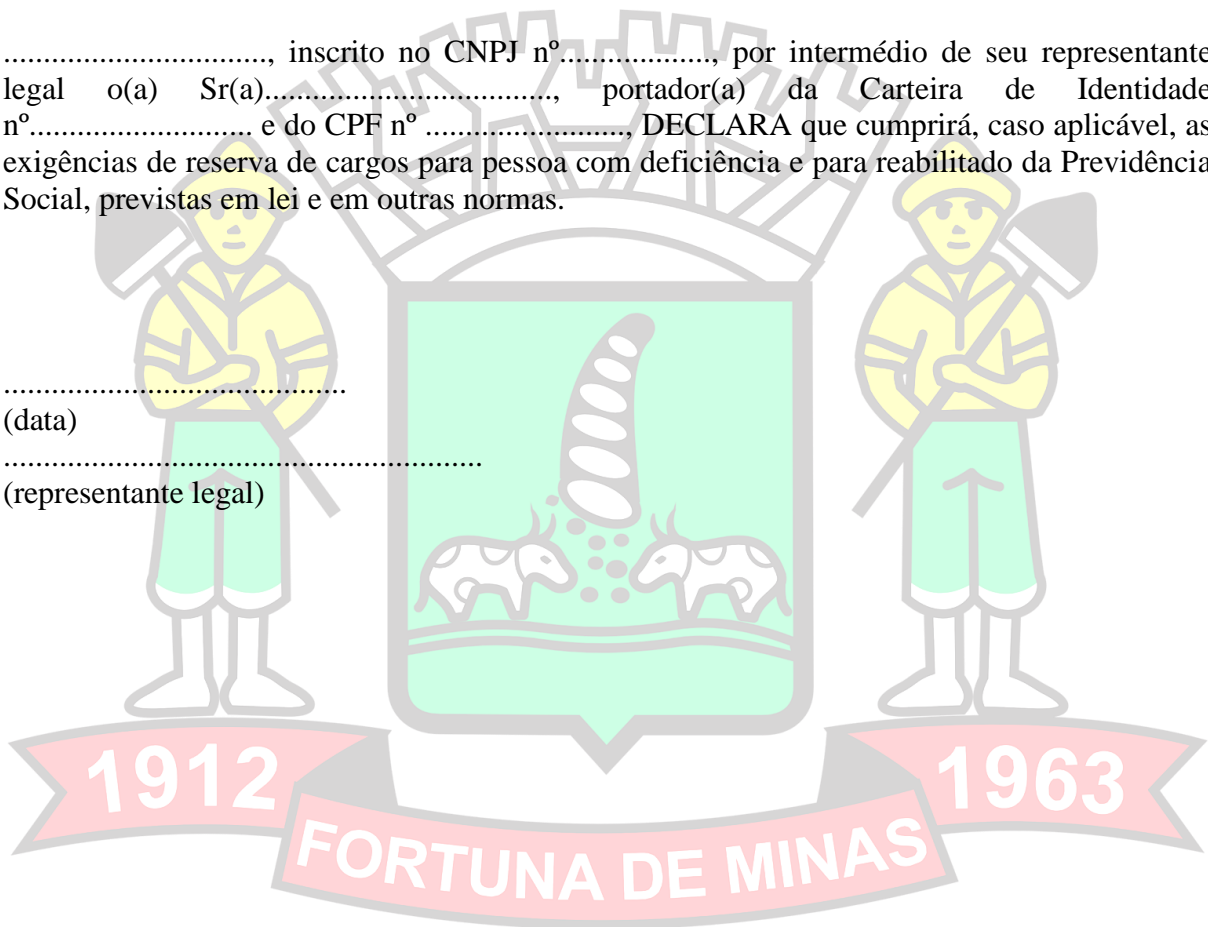 ................................., inscrito no CNPJ nº..................., por intermédio de seu representante
legal o(a) Sr(a)...................................., portador(a) da Carteira de Identidade
nº............................ e do CPF nº ........................., DECLARA que cumprirá, caso aplicável, as
exigências de reserva de cargos para pessoa com deficiência e para reabilitado da Previdência
Social, previstas em lei e em outras normas.
...........................................
(data)
............................................................
(representante legal)
1912
1963
FORTUNA DE MINAS